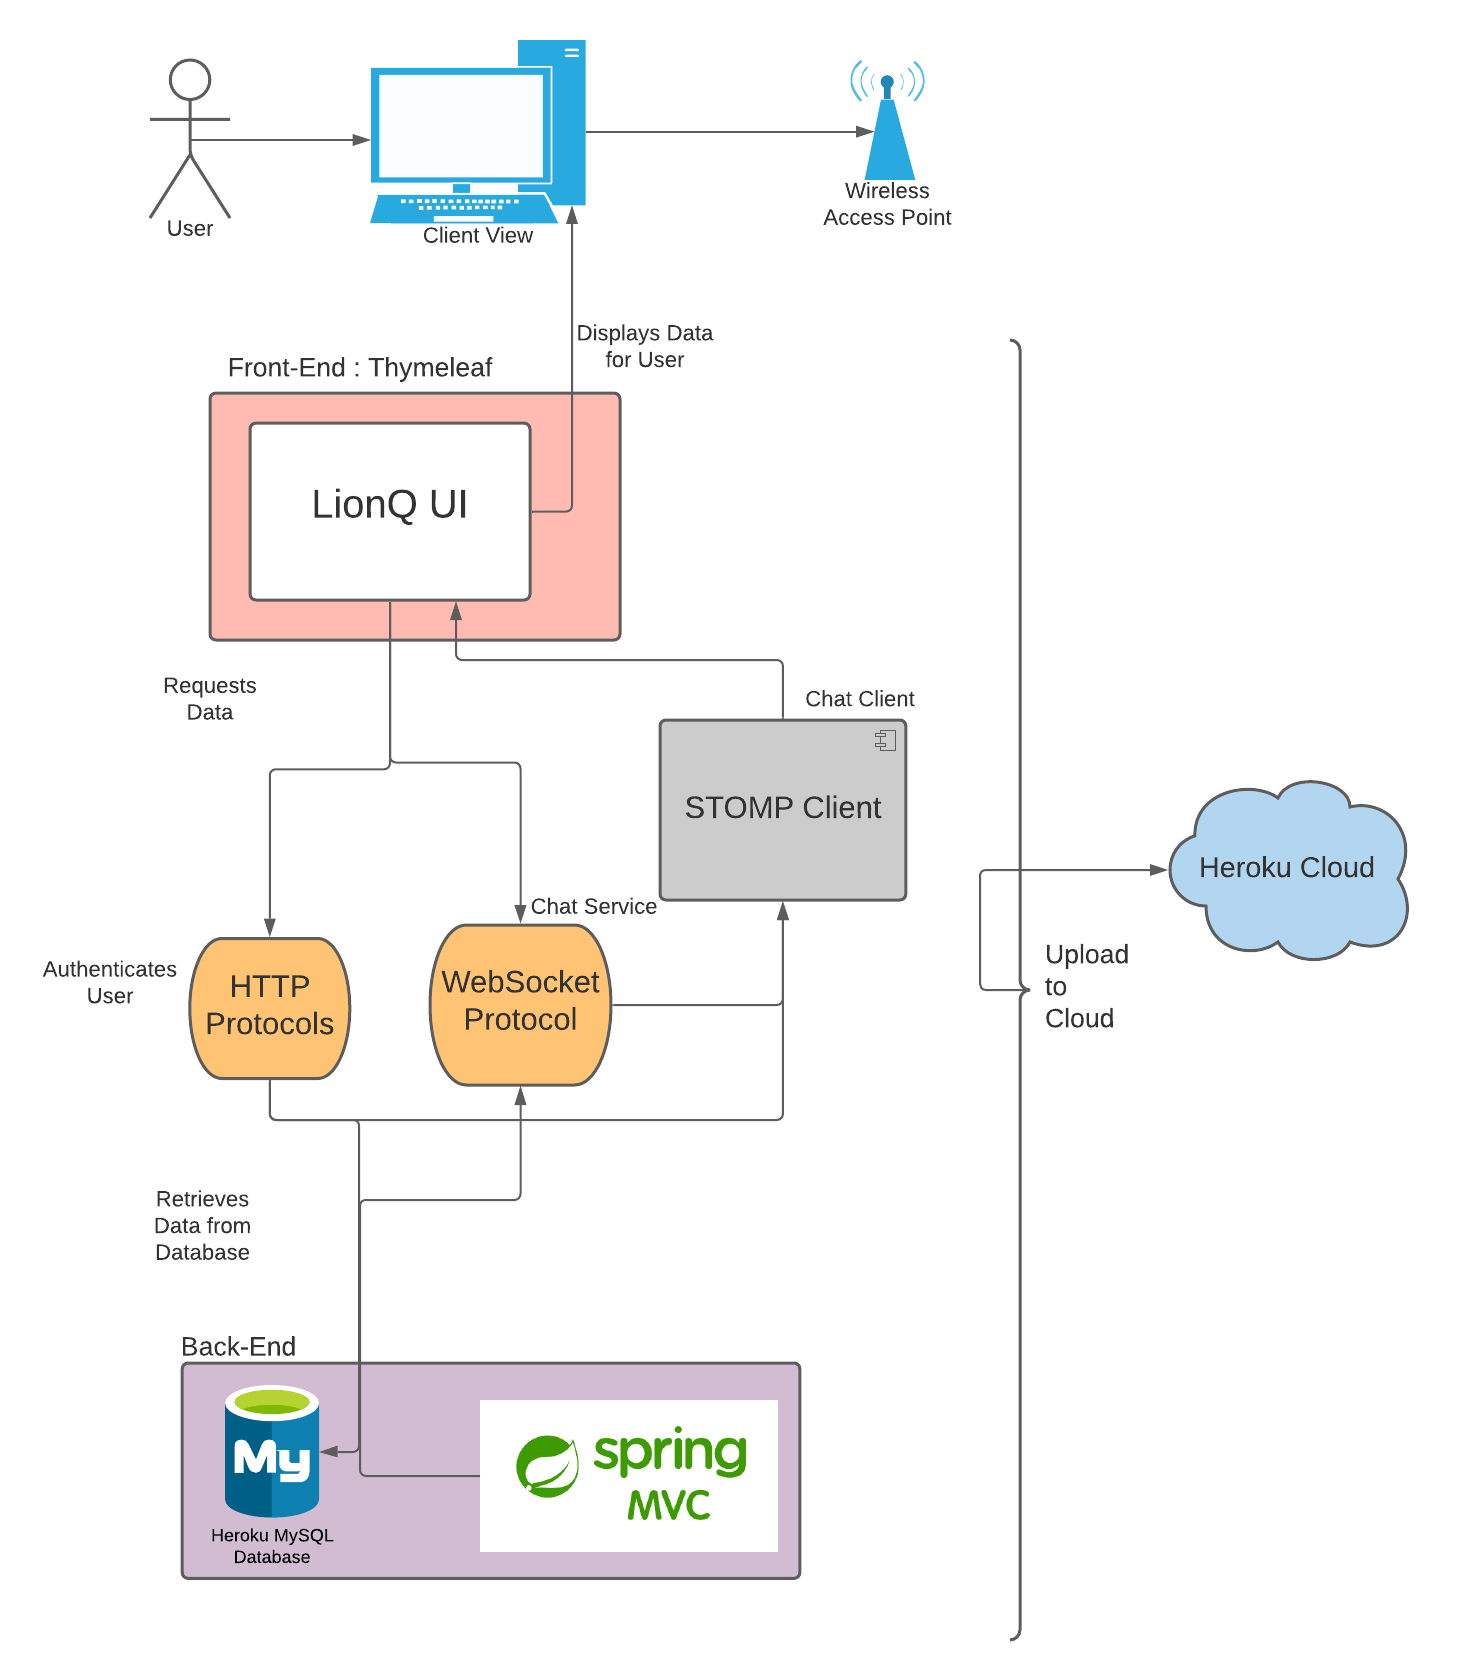 User
Client View
Wireless
Access Point
Displays Data
for User
Front-End : Thymeleaf
LionQ UI
Requests
Data
Chat Client
STOMP Client
Heroku Cloud
Chat Service
Authenticates
User
HTTP
Protocols
WebSocket
Protocol
Upload
to
Cloud
Retrieves
Data from
Database
Back-End
My
Heroku MySQL
Database
spring
MVC